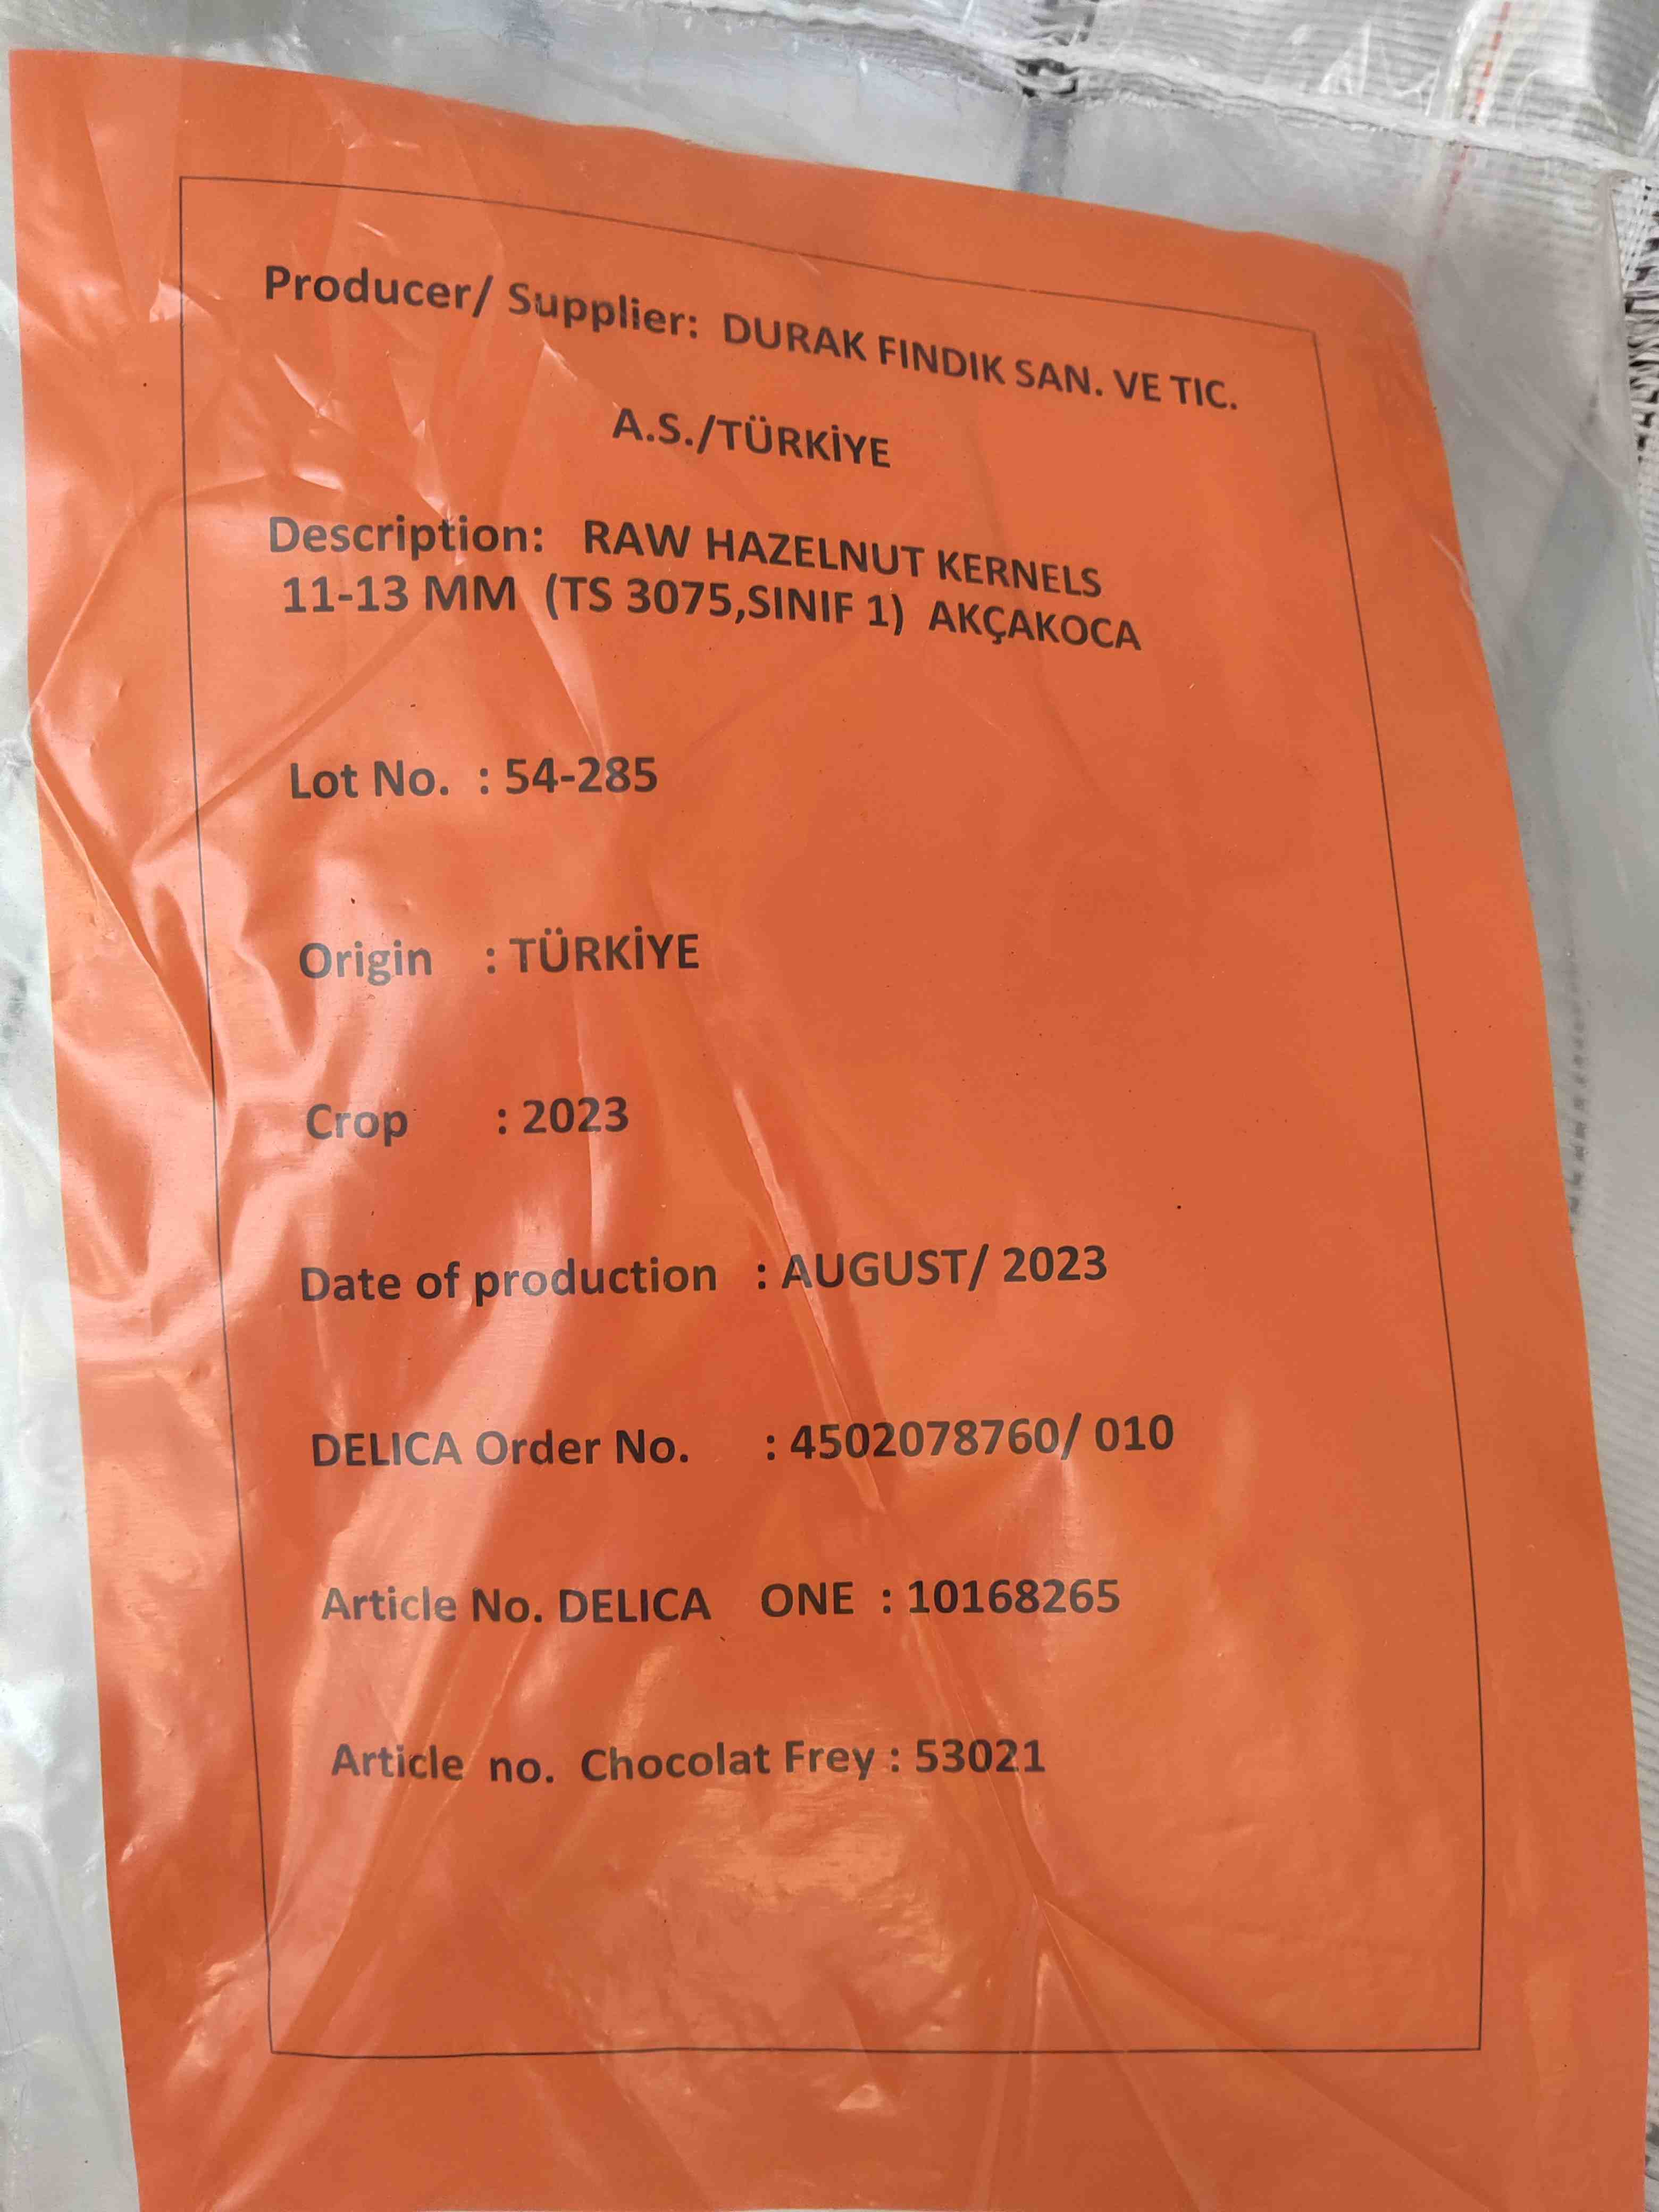 Producer/ Supplier: DURAK FINDIK SAN. VE TIC.
A.S./TÜRKİYE
Description: RAW HAZELNUT KERNELS
11-13 MM (TS 3075,SINIF 1) AKÇAKOCA
Lot No. : 54-285
Origin : TÜRKİYE
Crop : 2023
Date of production : AUGUST/ 2023
DELICA Order No. : 4502078760/ 010
Article No. DELICA ONE : 10168265
Article no. Chocolat Frey : 53021